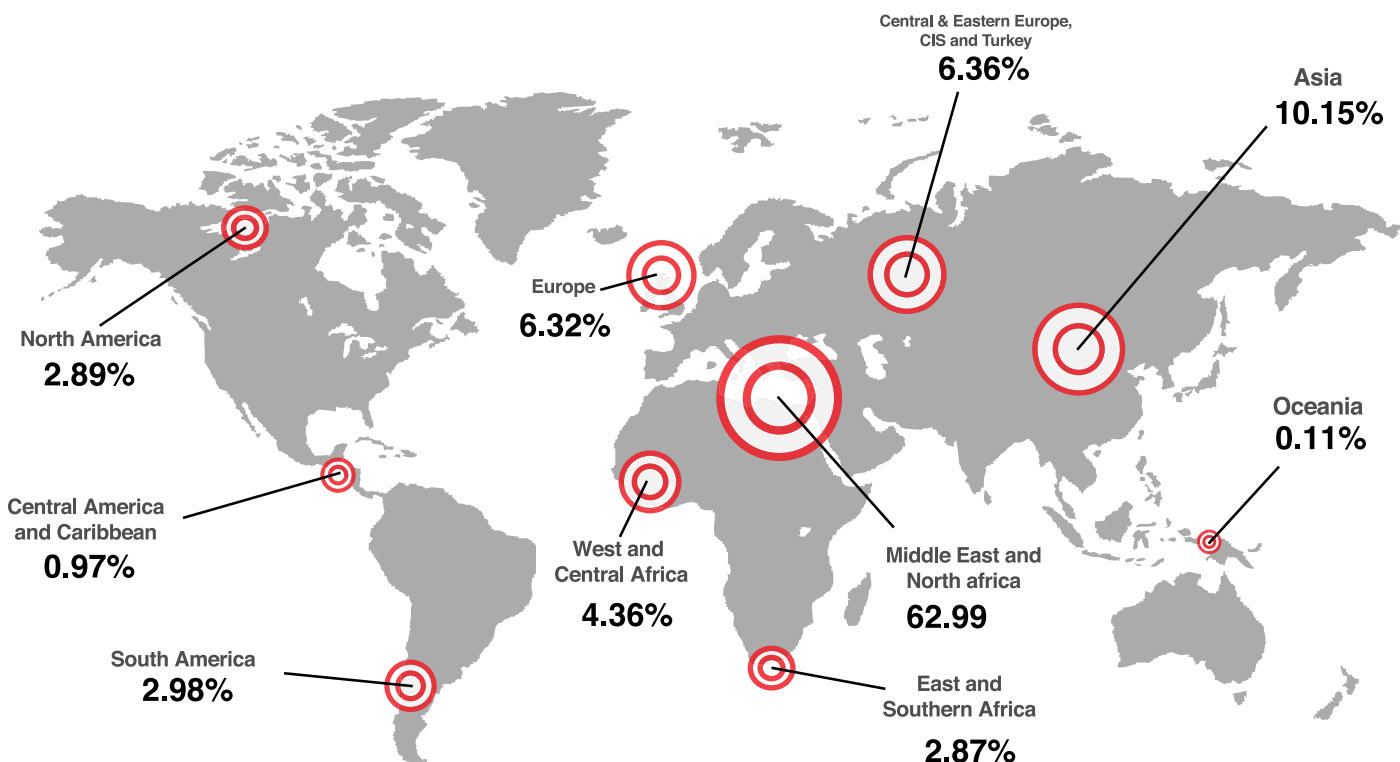 Central & Eastern Europe,
CIS and Turkey
6.36%
Asia
10.15%
North America
2.89%
Europe
6.32%
Oceania
0.11%
Central America
and Caribbean
0.97%
West and
Central Africa
4.36%
Middle East and
North africa
62.99
South America
2.98%
East and
Southern Africa
2.87%